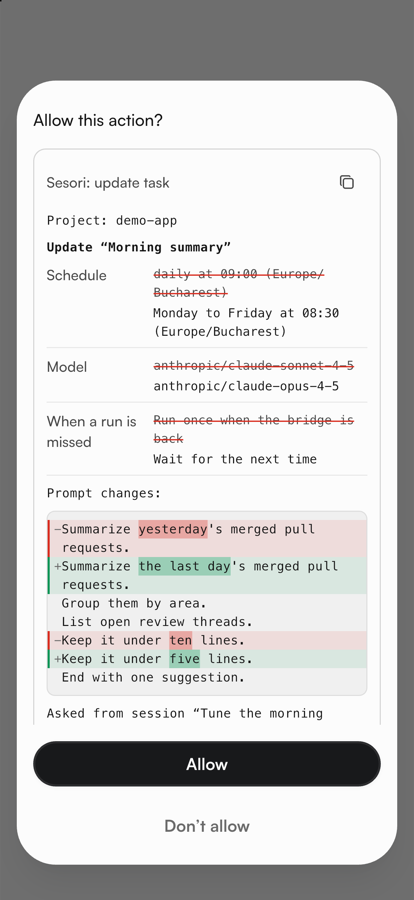 Allow this action?
Sesori: update task
Project: demo-app
Update “Morning summary”
Schedule
daily at 09:00 (Europe/
Bucharest)
Monday to Friday at 08:30
(Europe/Bucharest)
Model
anthropic/claude-sonnet-4-5
anthropic/claude-opus-4-5
When a run is
missed
Run once when the bridge is
back
Wait for the next time
Prompt changes:
-Summarize yesterday's merged pull
requests.
+Summarize the last day's merged pull
requests.
Group them by area.
List open review threads.
-Keep it under ten lines.
+Keep it under five lines.
End with one suggestion.
Asked from session “Tune the morning
Allow
Don’t allow